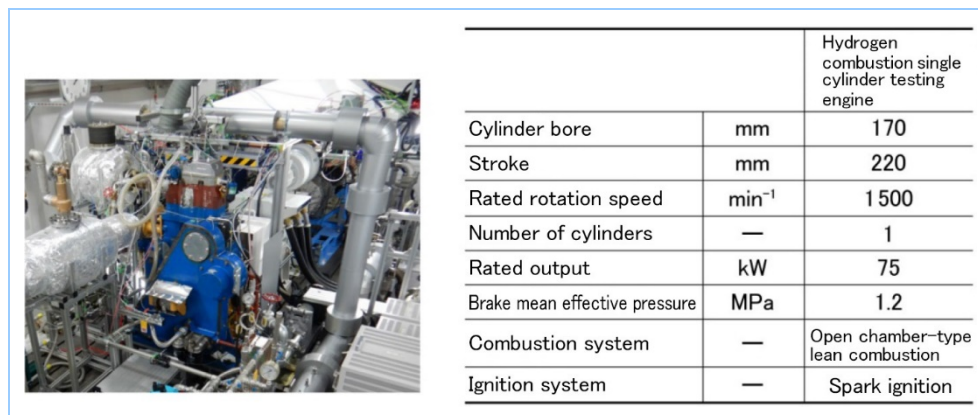 Hydrogen
combustion single
cylinder testing
engine
Cylinder bore mm 170
Stroke mm 220
Rated rotation speed min⁻¹ 1500
Number of cylinders — 1
Rated output kW 75
Brake mean effective pressure MPa 1.2
Combustion system — Open chamber-type
lean combustion
Ignition system — Spark ignition